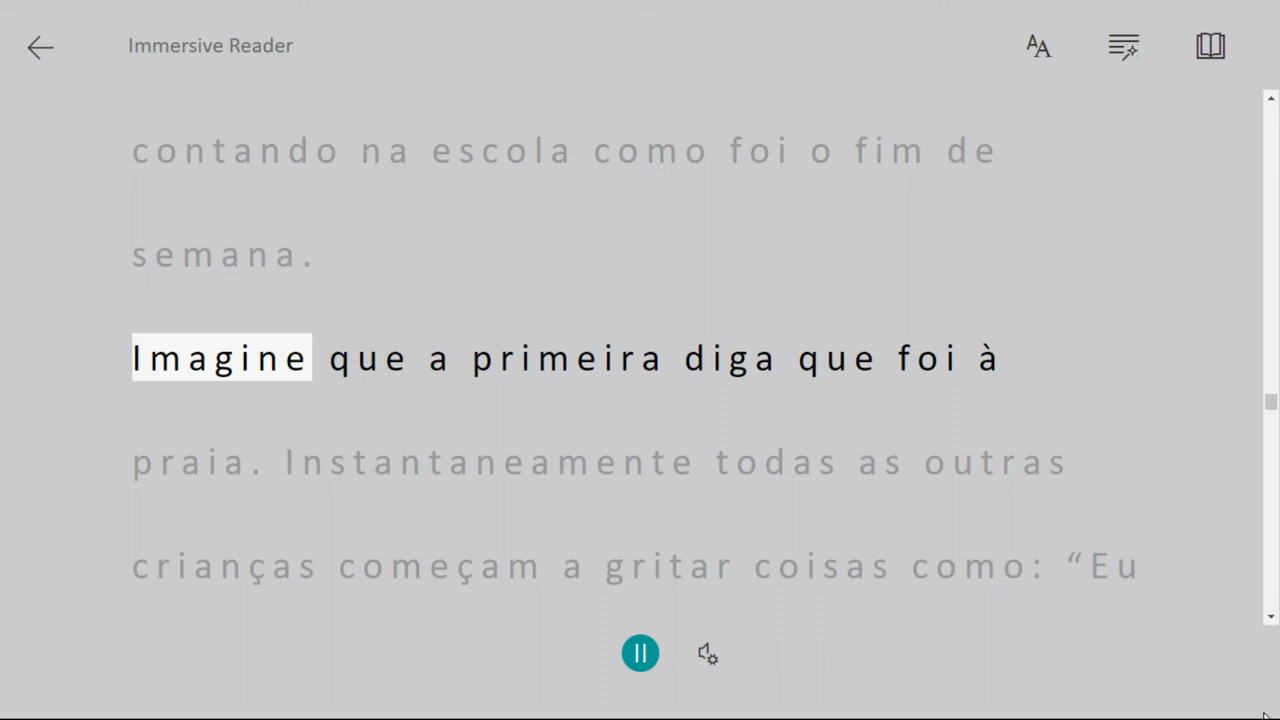 Immersive Reader
contando na escola como foi o fim de
semana.
Imagine que a primeira diga que foi à
praia. Instantaneamente todas as outras
crianças começam a gritar coisas como: “Eu